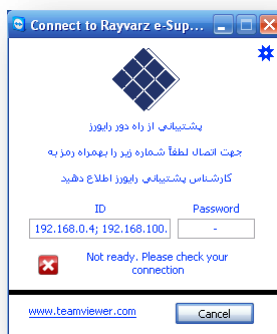 Connect to Rayvarz e-Sup...
پشتیبانی از راه دور رایورز
جهت اتصال لطفاً شماره زیر را بهمراه رمز به
کارشناس پشتیبانی رایورز اطلاع دهید
ID Password
192.168.0.4; 192.168.100. -
Not ready. Please check your
connection
www.teamviewer.com Cancel